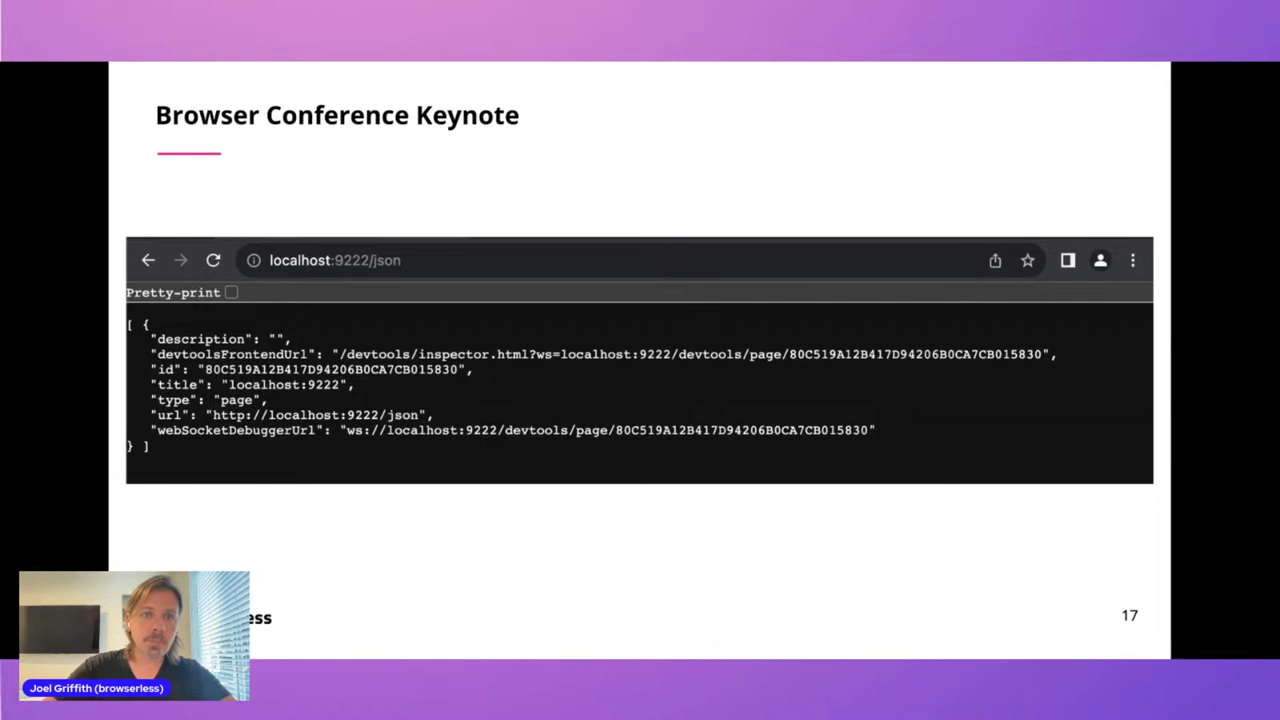 Browser Conference Keynote
localhost:9222/json
Pretty-print
[ {
"description": "",
"devtoolsFrontendUrl": "/devtools/inspector.html?ws=localhost:9222/devtools/page/80C519A12B417D94206B0CA7CB015830",
"id": "80C519A12B417D94206B0CA7CB015830",
"title": "localhost:9222",
"type": "page",
"url": "http://localhost:9222/json",
"webSocketDebuggerUrl": "ws://localhost:9222/devtools/page/80C519A12B417D94206B0CA7CB015830"
} ]
ess
17
Joel Griffith (browserless)